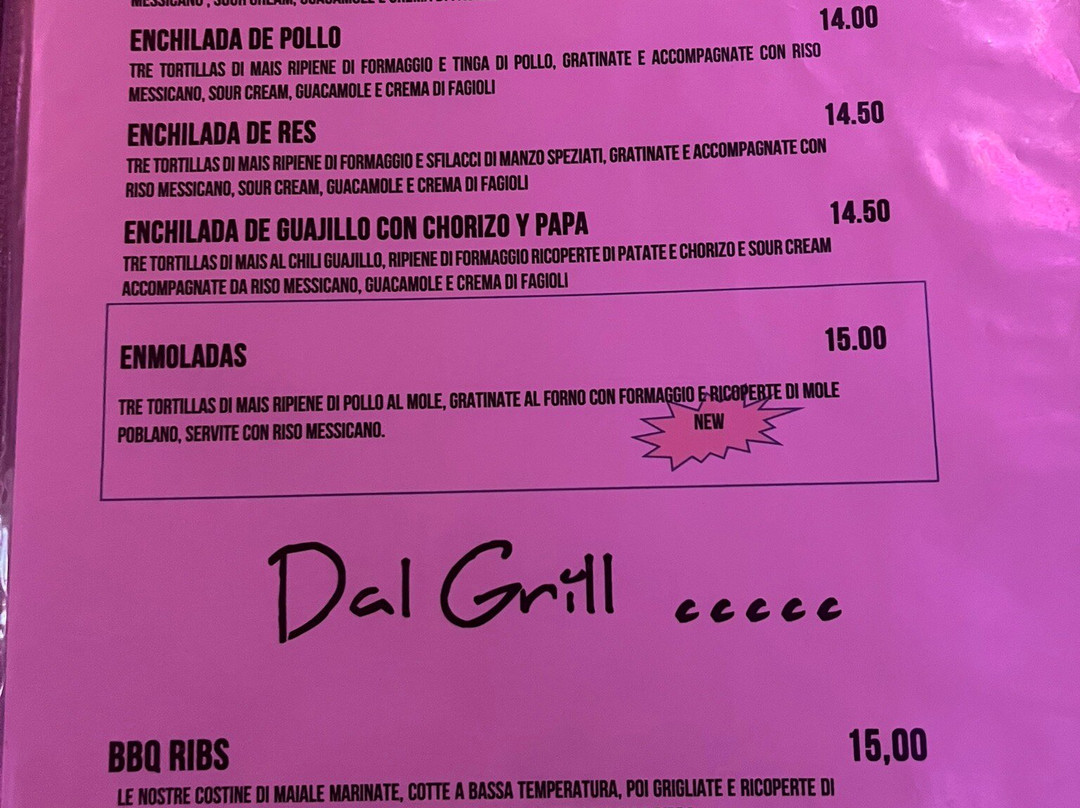 MESSICANO, SOUR CREAM, GUACAMOLE E CREMA DI
ENCHILADA DE POLLO 14.00
TRE TORTILLAS DI MAIS RIPIENE DI FORMAGGIO E TINGA DI POLLO, GRATINATE E ACCOMPAGNATE CON RISO
MESSICANO, SOUR CREAM, GUACAMOLE E CREMA DI FAGIOLI
ENCHILADA DE RES 14.50
TRE TORTILLAS DI MAIS RIPIENE DI FORMAGGIO E SFILACCI DI MANZO SPEZIATI, GRATINATE E ACCOMPAGNATE CON
RISO MESSICANO, SOUR CREAM, GUACAMOLE E CREMA DI FAGIOLI
ENCHILADA DE GUAJILLO CON CHORIZO Y PAPA 14.50
TRE TORTILLAS DI MAIS AL CHILI GUAJILLO, RIPIENE DI FORMAGGIO RICOPERTE DI PATATE E CHORIZO E SOUR CREAM
ACCOMPAGNATE DA RISO MESSICANO, GUACAMOLE E CREMA DI FAGIOLI
ENMOLADAS 15.00
TRE TORTILLAS DI MAIS RIPIENE DI POLLO AL MOLE, GRATINATE AL FORNO CON FORMAGGIO E RICOPERTE DI MOLE
POBLANO, SERVITE CON RISO MESSICANO.
NEW
Dal Grill
BBQ RIBS 15,00
LE NOSTRE COSTINE DI MAIALE MARINATE, COTTE A BASSA TEMPERATURA, POI GRIGLIATE E RICOPERTE DI